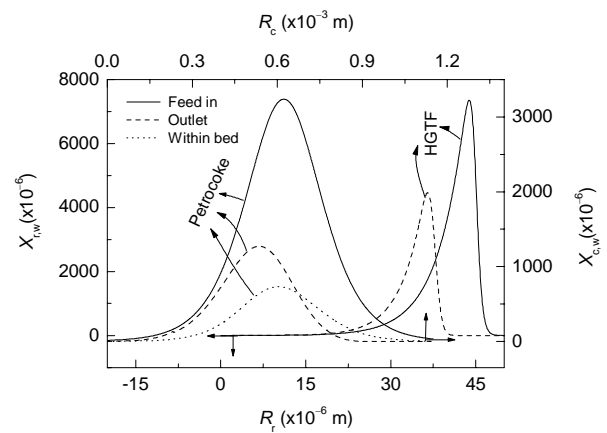 R_c (x10⁻³ m)
0.0 0.3 0.6 0.9 1.2
8000
6000
4000
2000
0
X_r,w(x10⁻⁶)
Feed in
Outlet
Within bed
Petrocoke
HGTF
3000
2000
1000
0
X_c,w(x10⁻⁶)
-15 0 15 30 45
R_r (x10⁻⁶ m)